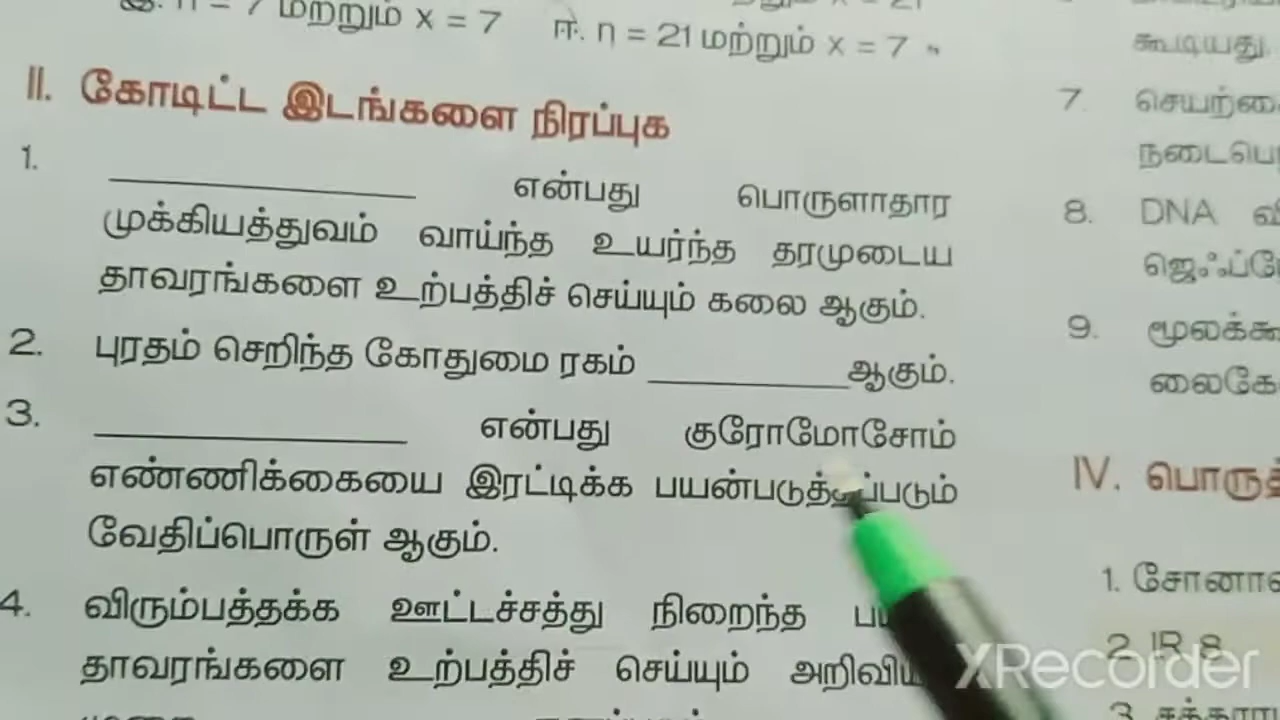 n = 7 மற்றும் x = 7 ஈ. n = 21 மற்றும் x = 7
II. கோடிட்ட இடங்களை நிரப்புக
1. ____________ என்பது பொருளாதார
முக்கியத்துவம் வாய்ந்த உயர்ந்த தரமுடைய
தாவரங்களை உற்பத்திச் செய்யும் கலை ஆகும்.
2. புரதம் செறிந்த கோதுமை ரகம் ________ ஆகும்.
3. ____________ என்பது குரோமோசோம்
எண்ணிக்கையை இரட்டிக்க பயன்படுத்தப்படும்
வேதிப்பொருள் ஆகும்.
4. விரும்பத்தக்க ஊட்டச்சத்து நிறைந்த
தாவரங்களை உற்பத்திச் செய்யும்
கூடியது
7.
8. DNA
9.
IV.
1.
2. IR 8
3.
XRecorder